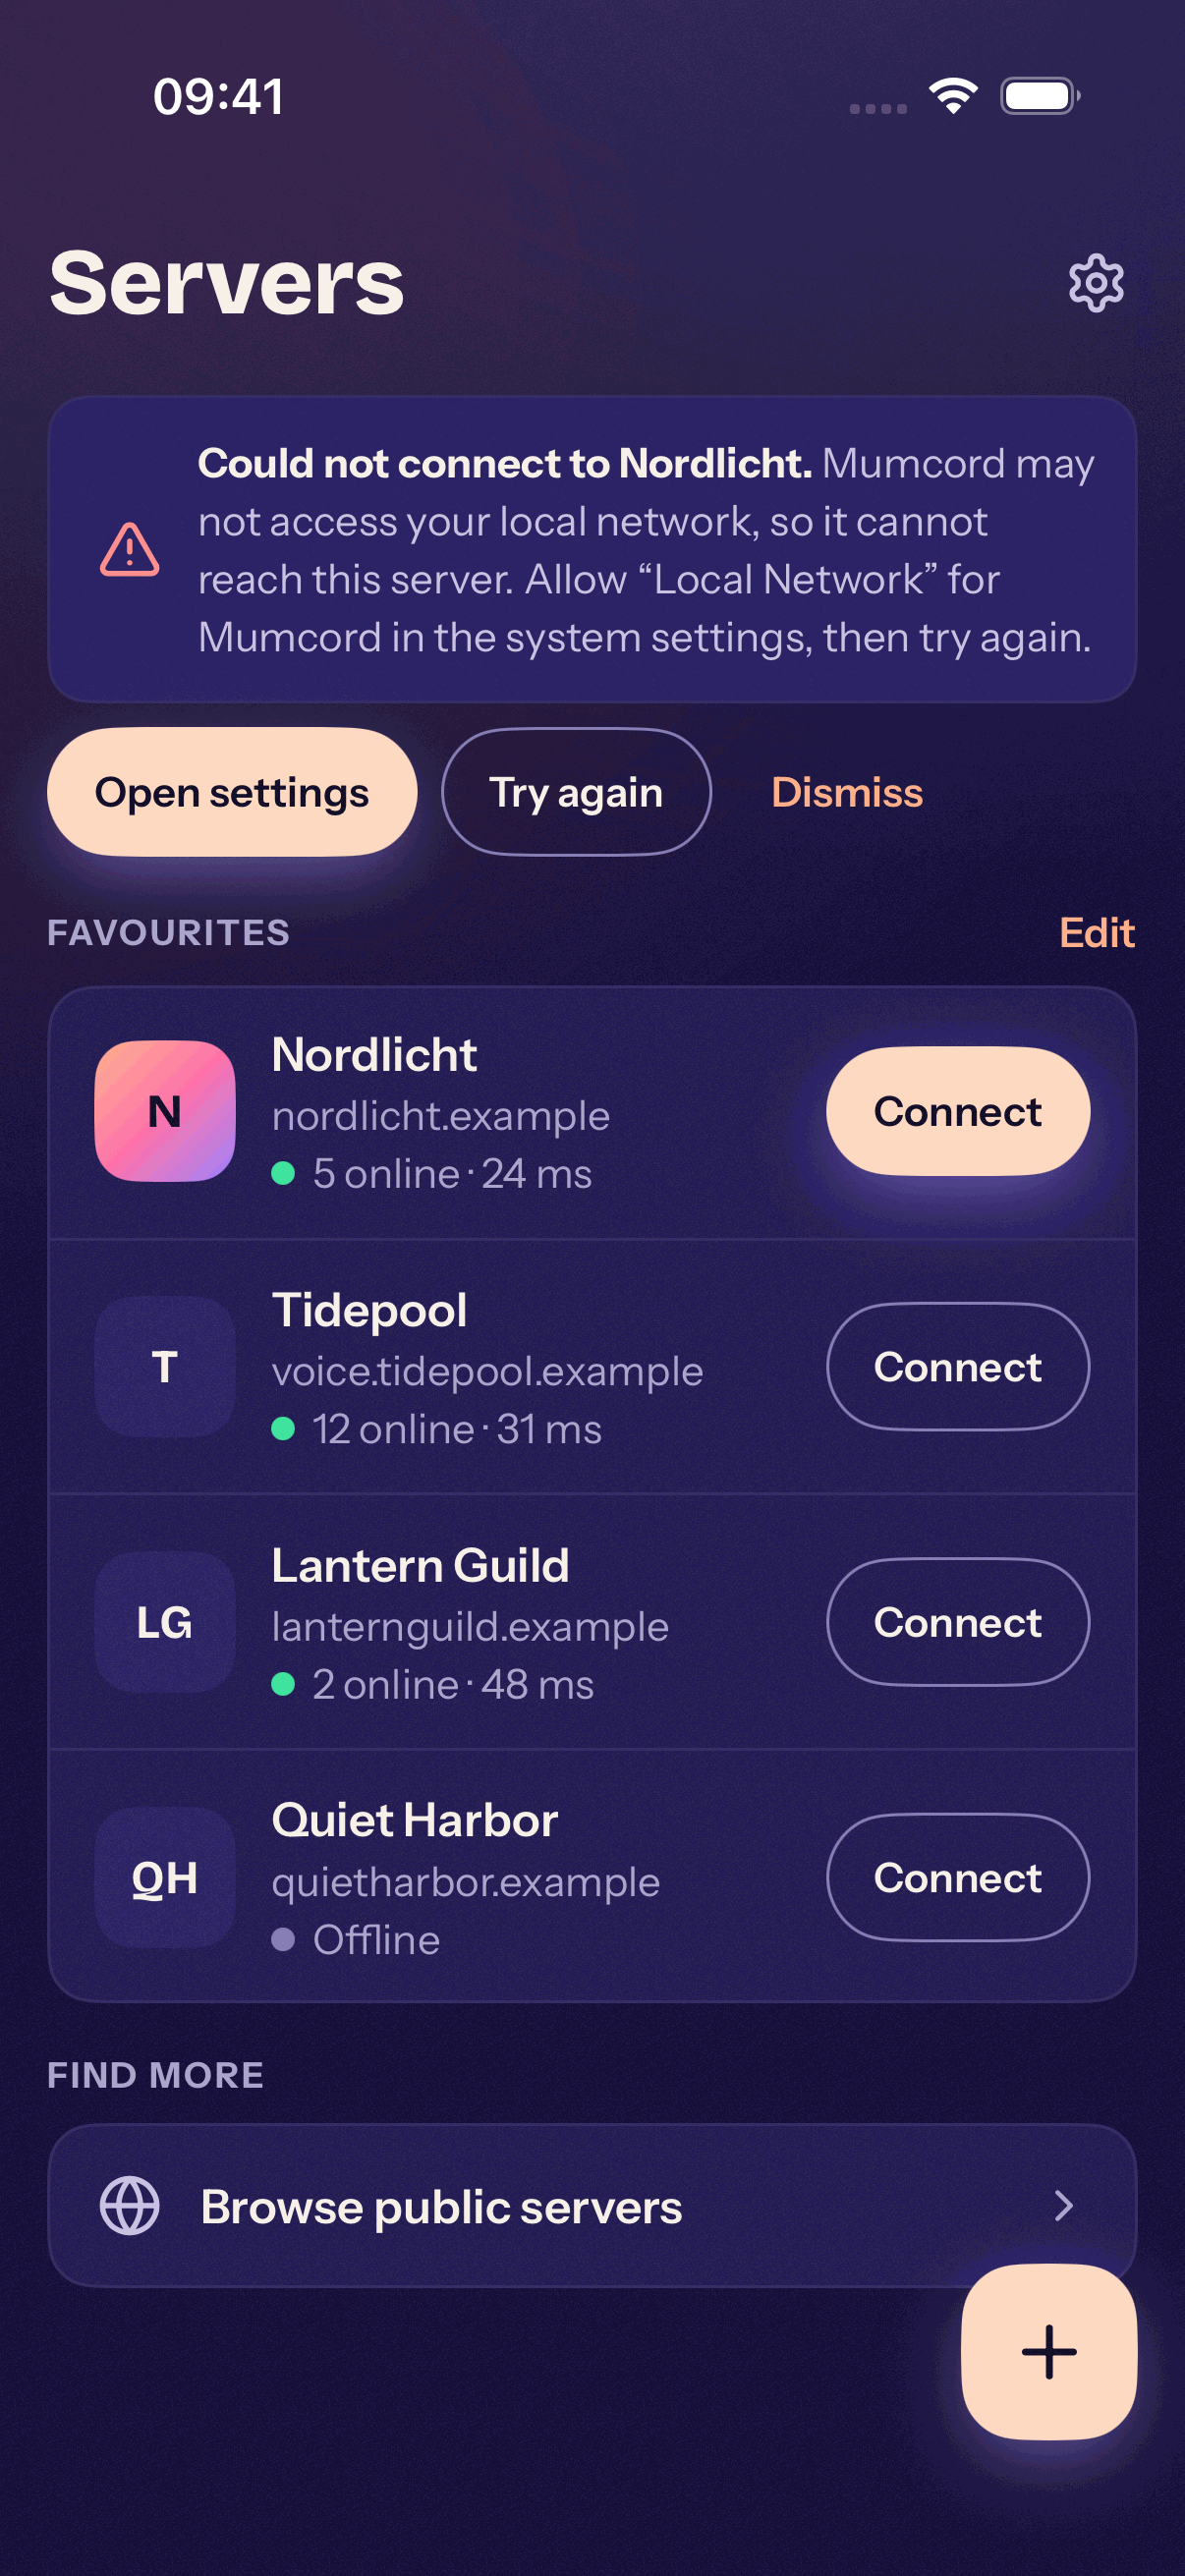 09:41
Servers
Could not connect to Nordlicht. Mumcord may
not access your local network, so it cannot
reach this server. Allow “Local Network” for
Mumcord in the system settings, then try again.
Open settings
Try again
Dismiss
FAVOURITES
Edit
N
Nordlicht
nordlicht.example
5 online · 24 ms
Connect
T
Tidepool
voice.tidepool.example
12 online · 31 ms
Connect
LG
Lantern Guild
lanternguild.example
2 online · 48 ms
Connect
QH
Quiet Harbor
quietharbor.example
Offline
Connect
FIND MORE
Browse public servers